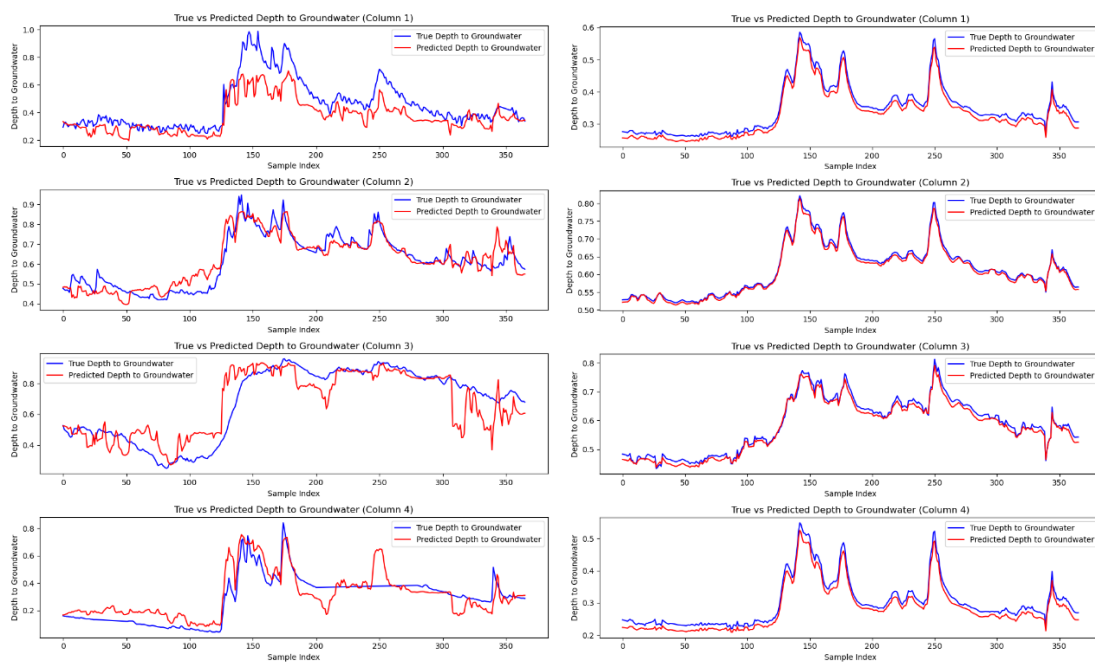 True vs Predicted Depth to Groundwater (Column 1)
Depth to Groundwater
1.0
0.8
0.6
0.4
0.2
True Depth to Groundwater
Predicted Depth to Groundwater
0 50 100 150 200 250 300 350
Sample Index
True vs Predicted Depth to Groundwater (Column 1)
Depth to Groundwater
0.6
0.5
0.4
0.3
True Depth to Groundwater
Predicted Depth to Groundwater
0 50 100 150 200 250 300 350
Sample Index
True vs Predicted Depth to Groundwater (Column 2)
Depth to Groundwater
0.9
0.8
0.7
0.6
0.5
0.4
True Depth to Groundwater
Predicted Depth to Groundwater
0 50 100 150 200 250 300 350
Sample Index
True vs Predicted Depth to Groundwater (Column 2)
Depth to Groundwater
0.80
0.75
0.70
0.65
0.60
0.55
0.50
True Depth to Groundwater
Predicted Depth to Groundwater
0 50 100 150 200 250 300 350
Sample Index
True vs Predicted Depth to Groundwater (Column 3)
Depth to Groundwater
0.8
0.6
0.4
True Depth to Groundwater
Predicted Depth to Groundwater
0 50 100 150 200 250 300 350
Sample Index
True vs Predicted Depth to Groundwater (Column 3)
Depth to Groundwater
0.8
0.7
0.6
0.5
True Depth to Groundwater
Predicted Depth to Groundwater
0 50 100 150 200 250 300 350
Sample Index
True vs Predicted Depth to Groundwater (Column 4)
Depth to Groundwater
0.8
0.6
0.4
0.2
True Depth to Groundwater
Predicted Depth to Groundwater
0 50 100 150 200 250 300 350
Sample Index
True vs Predicted Depth to Groundwater (Column 4)
Depth to Groundwater
0.5
0.4
0.3
0.2
True Depth to Groundwater
Predicted Depth to Groundwater
0 50 100 150 200 250 300 350
Sample Index